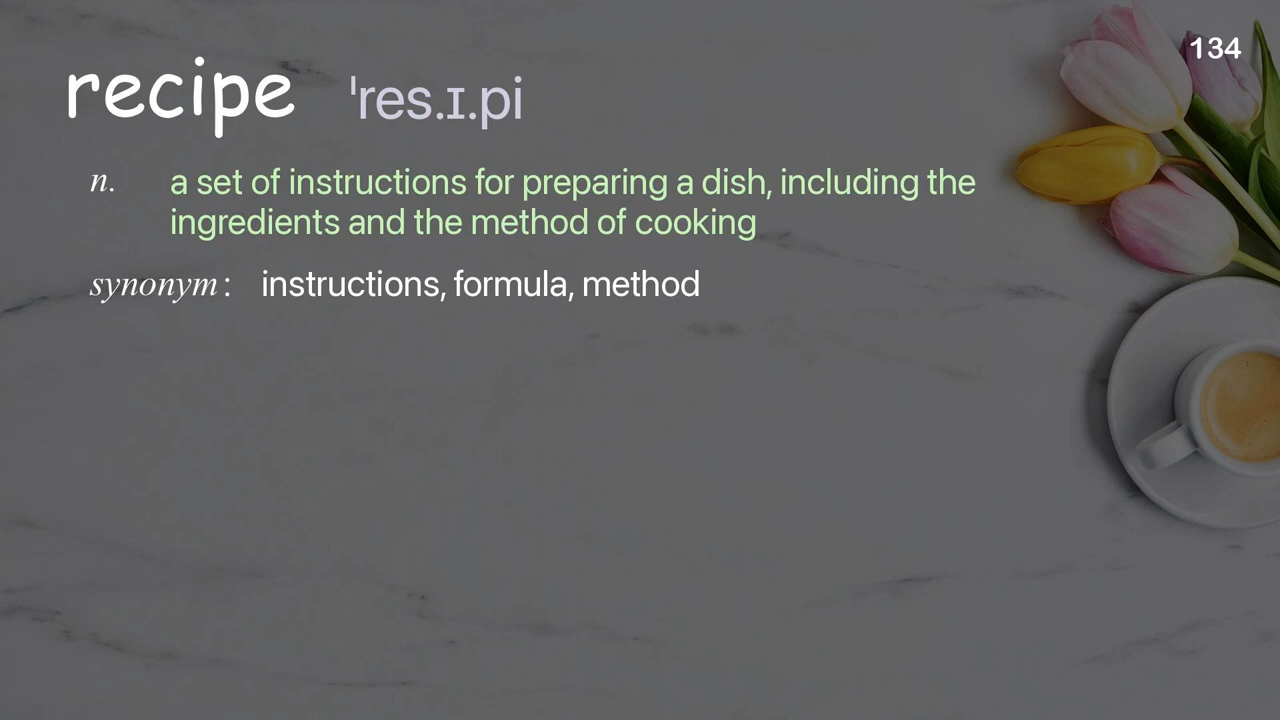 134
recipe ˈres.ɪ.pi
n. a set of instructions for preparing a dish, including the
ingredients and the method of cooking
synonym: instructions, formula, method